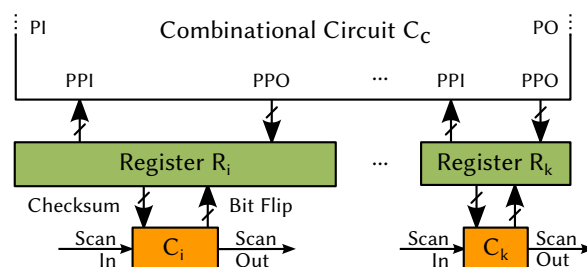 PI Combinational Circuit C_C PO
PPI PPO ... PPI PPO
Register R_i ... Register R_k
Checksum Bit Flip
Scan In C_i Scan Out Scan In C_k Scan Out